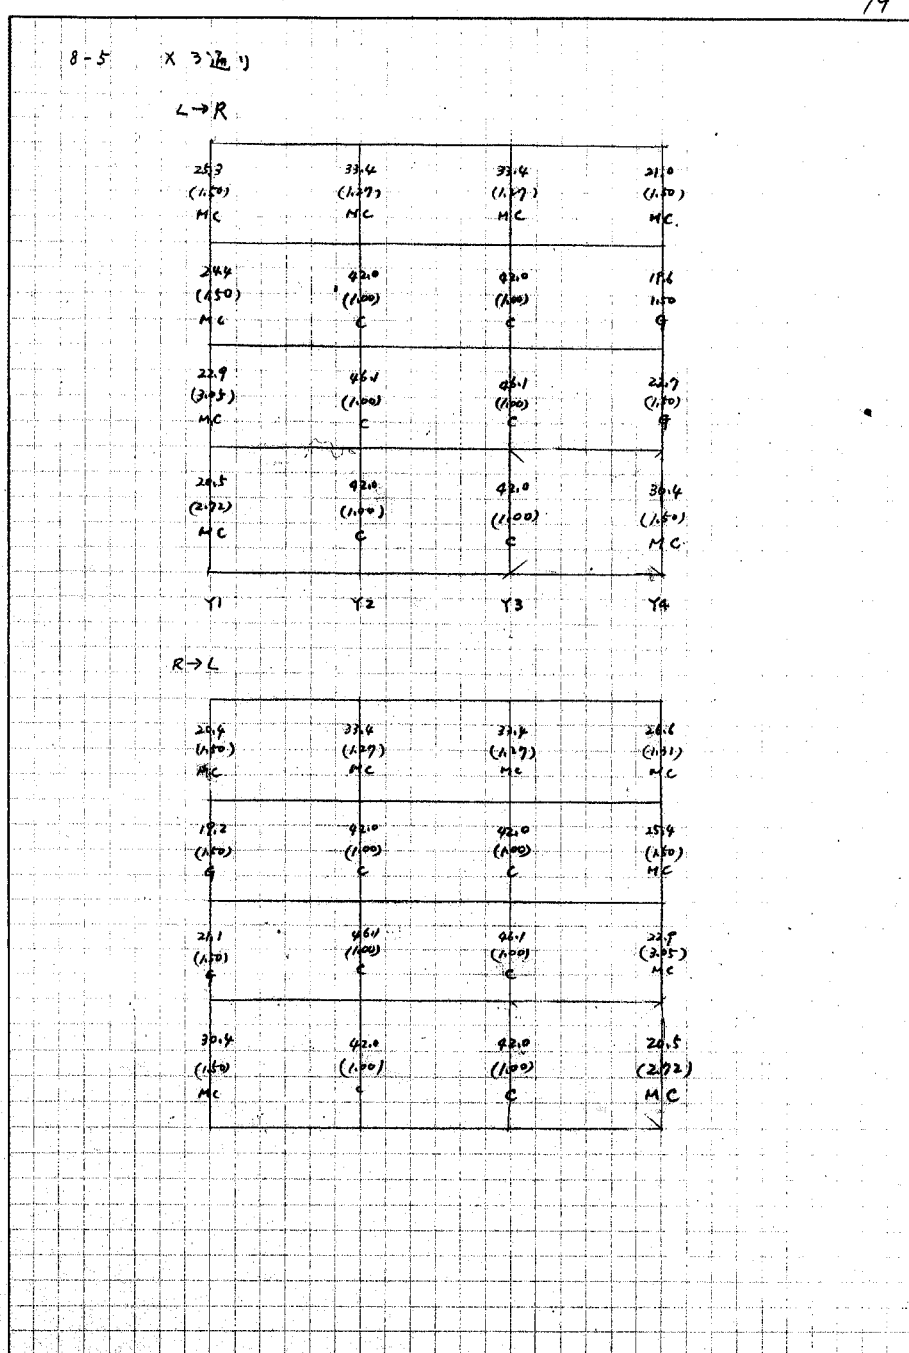 19
8-5 X3通り
L→R
25.3 33.4 33.4 21.0
(1.50) (1.27) (1.27) (1.50)
MC MC MC MC
24.4 42.0 42.0 19.6
(1.50) (1.00) (1.00) 1.50
MC C C G
22.9 46.1 46.1 22.7
(3.05) (1.00) (1.00) (1.50)
MC C C G
20.5 42.0 42.0 30.4
(2.72) (1.00) (1.00) (1.50)
MC C C MC
Y1 Y2 Y3 Y4
R→L
20.4 33.4 33.4 26.6
(1.50) (1.27) (1.27) (1.31)
MC MC MC MC
19.2 42.0 42.0 25.4
(1.50) (1.00) (1.00) (1.50)
G C C MC
21.1 46.1 46.1 22.9
(1.50) (1.00) (1.00) (3.05)
G C C MC
30.4 42.0 42.0 20.5
(1.50) (1.00) (1.00) (2.72)
MC C C MC